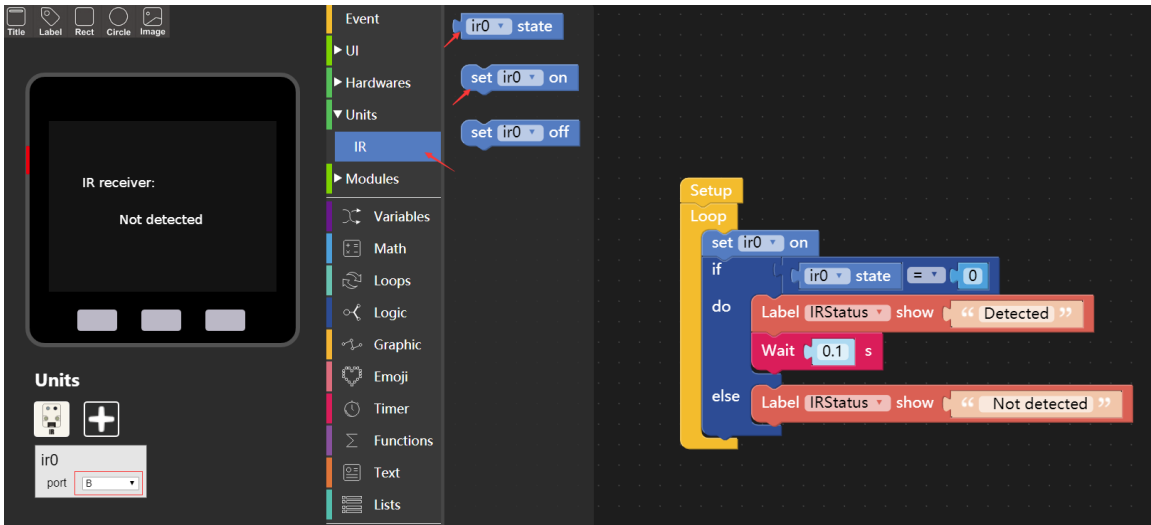 Title Label Rect Circle Image
IR receiver:
Not detected
Units
ir0
port B
Event
UI
Hardwares
Units
IR
Modules
Variables
Math
Loops
Logic
Graphic
Emoji
Timer
Functions
Text
Lists
ir0 state
set ir0 on
set ir0 off
Setup
Loop
set ir0 on
if ir0 state = 0
do Label IRStatus show “ Detected ”
Wait 0.1 s
else Label IRStatus show “ Not detected ”